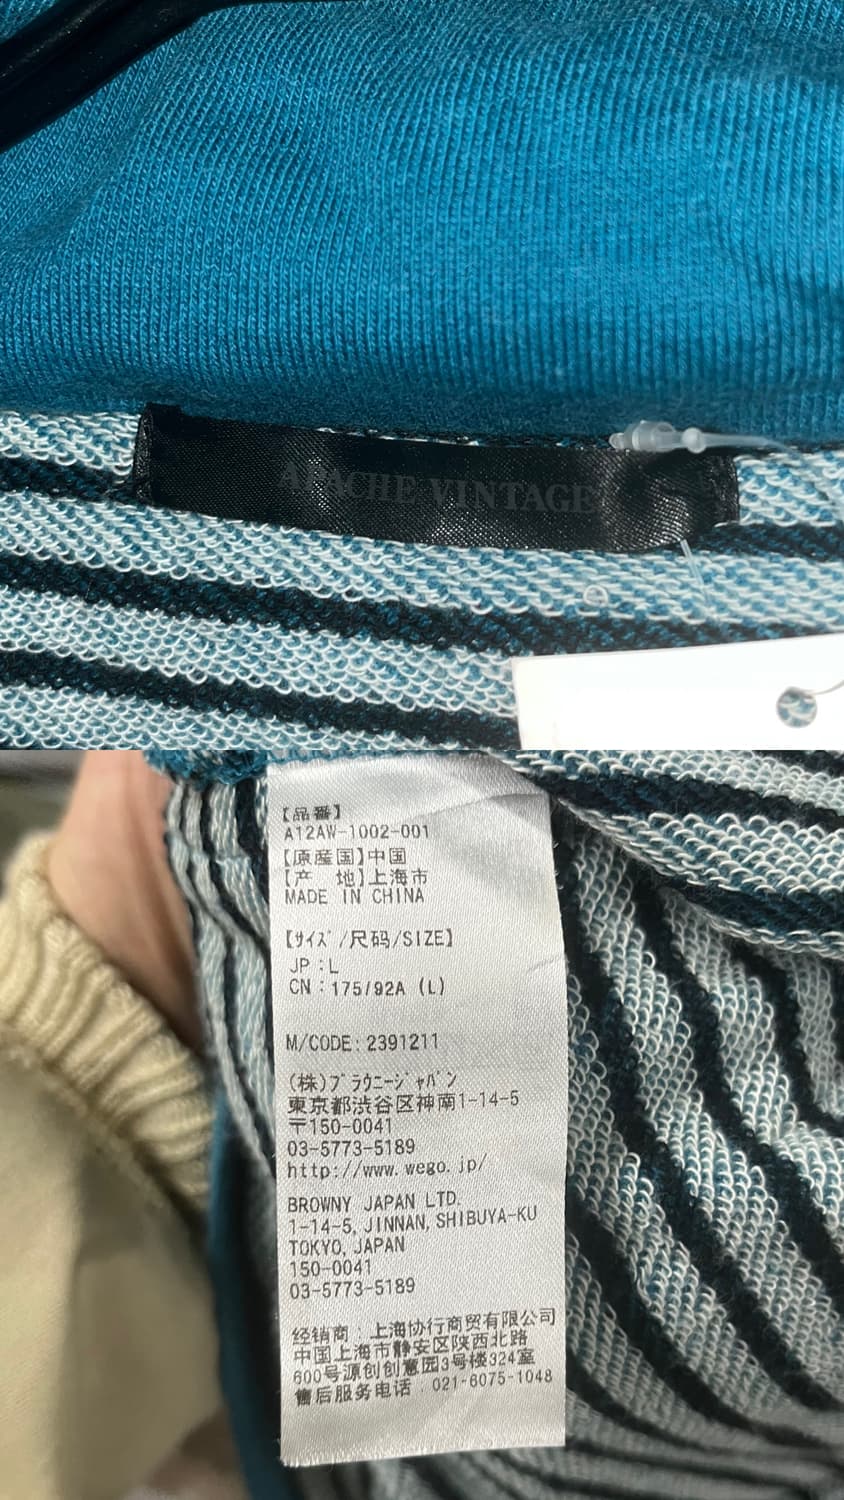 APACHE VINTAGE
【品番】
A12AW-1002-001
【原産国】中国
【产　地】上海市
MADE IN CHINA
【ｻｲｽﾞ/尺码/SIZE】
JP：L
CN：175/92A (L)
M/CODE：2391211
(株)ﾌﾞﾗｳﾆｰｼﾞｬﾊﾟﾝ
東京都渋谷区神南1-14-5
〒150-0041
03-5773-5189
http://www.wego.jp/
BROWNY JAPAN LTD.
1-14-5, JINNAN, SHIBUYA-KU
TOKYO, JAPAN
150-0041
03-5773-5189
经销商：上海协行商贸有限公司
中国上海市静安区陕西北路
600号源创创意园3号楼324室
售后服务电话：021-6075-1048